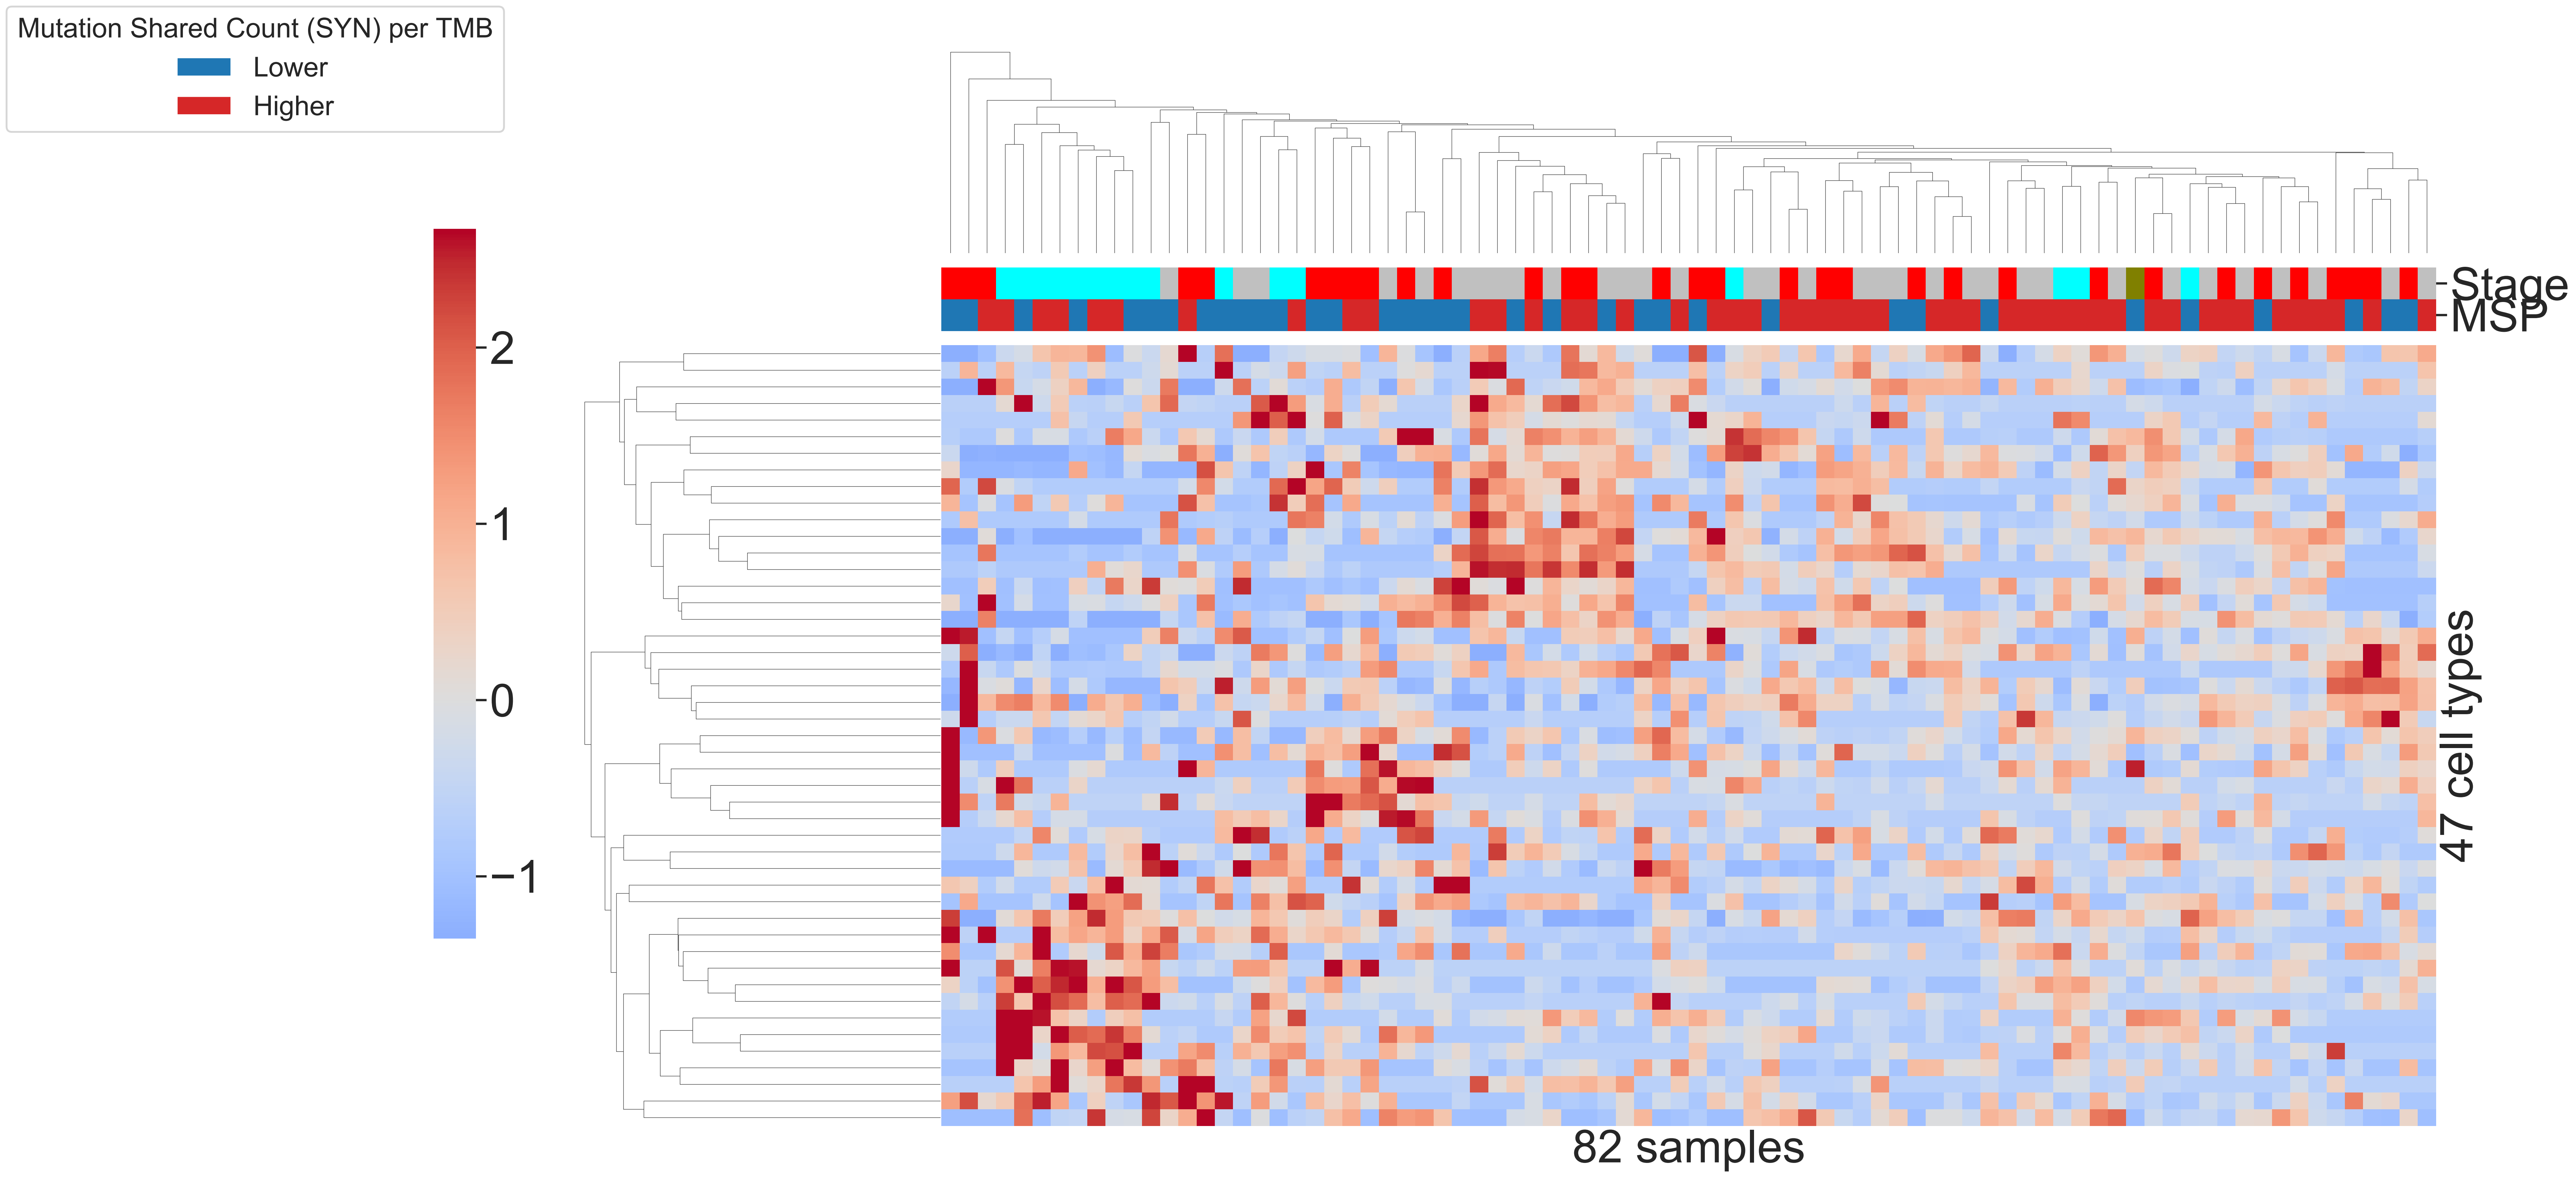 Mutation Shared Count (SYN) per TMB
Lower
Higher
Stage
MSP
2
1
0
−1
47 cell types
82 samples